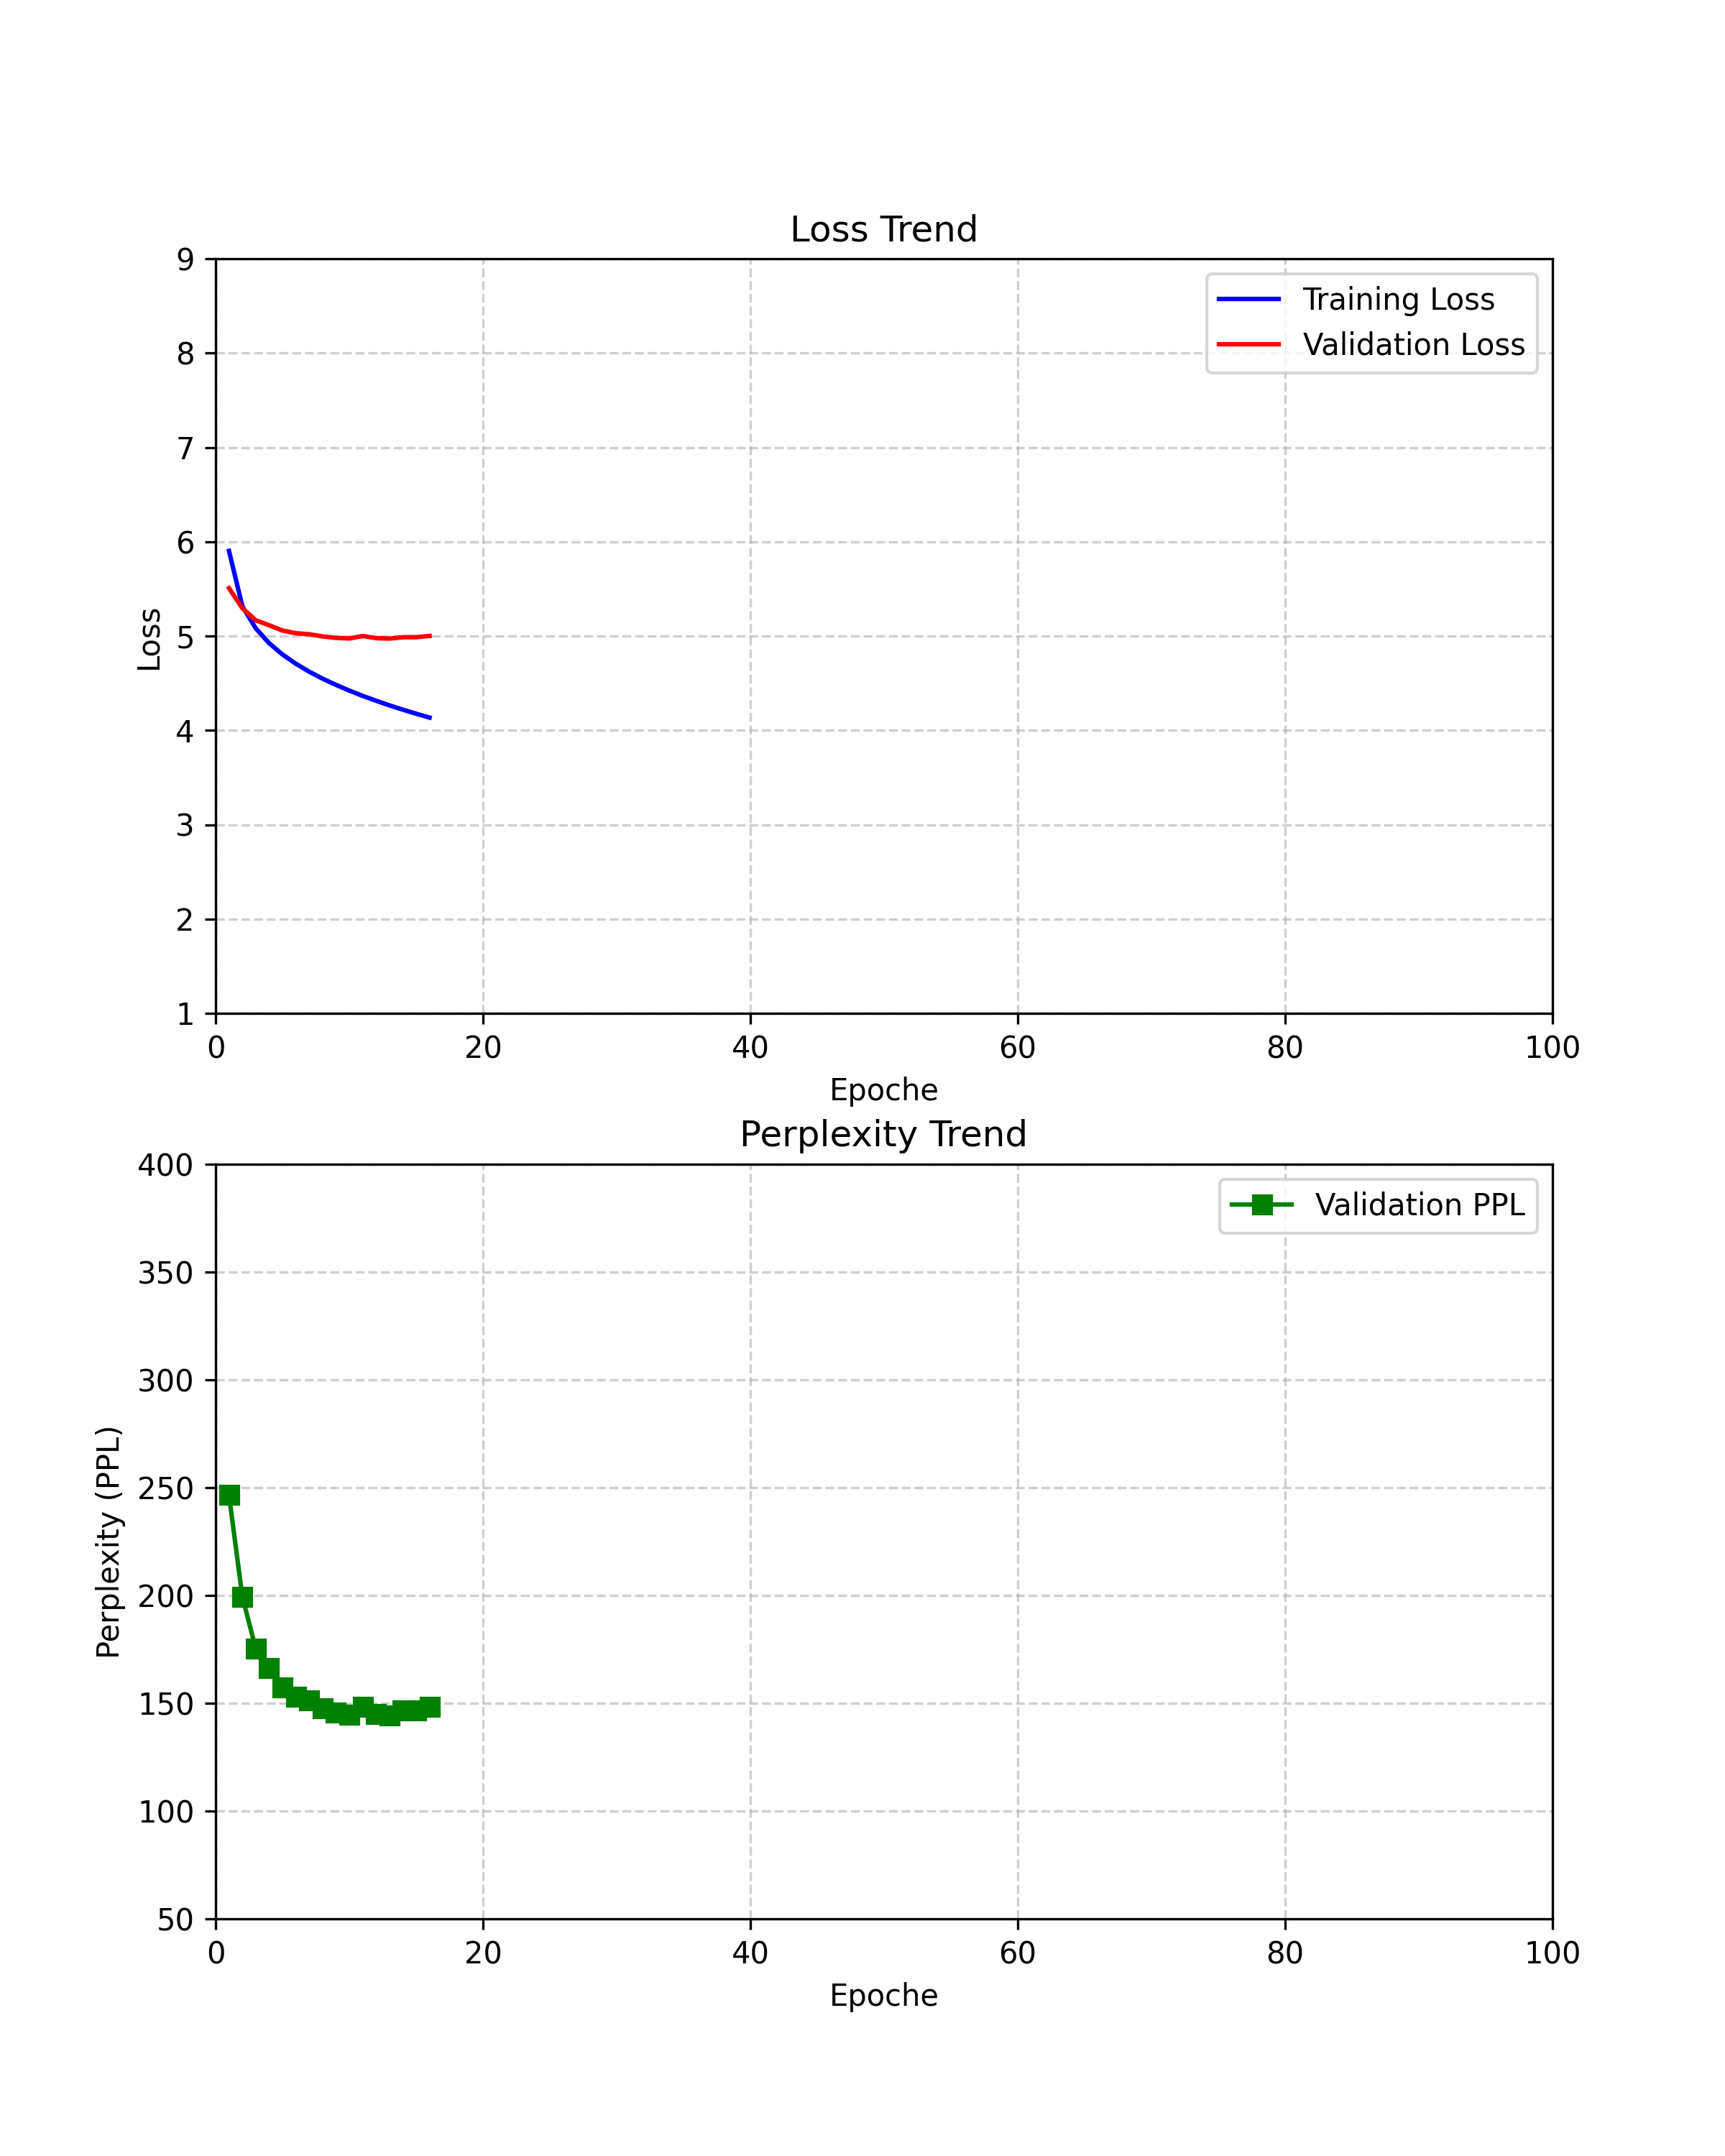 Loss Trend
9
8
7
6
5
4
3
2
1
Loss
Training Loss
Validation Loss
0 20 40 60 80 100
Epoche
Perplexity Trend
400
350
300
250
200
150
100
50
Perplexity (PPL)
Validation PPL
0 20 40 60 80 100
Epoche